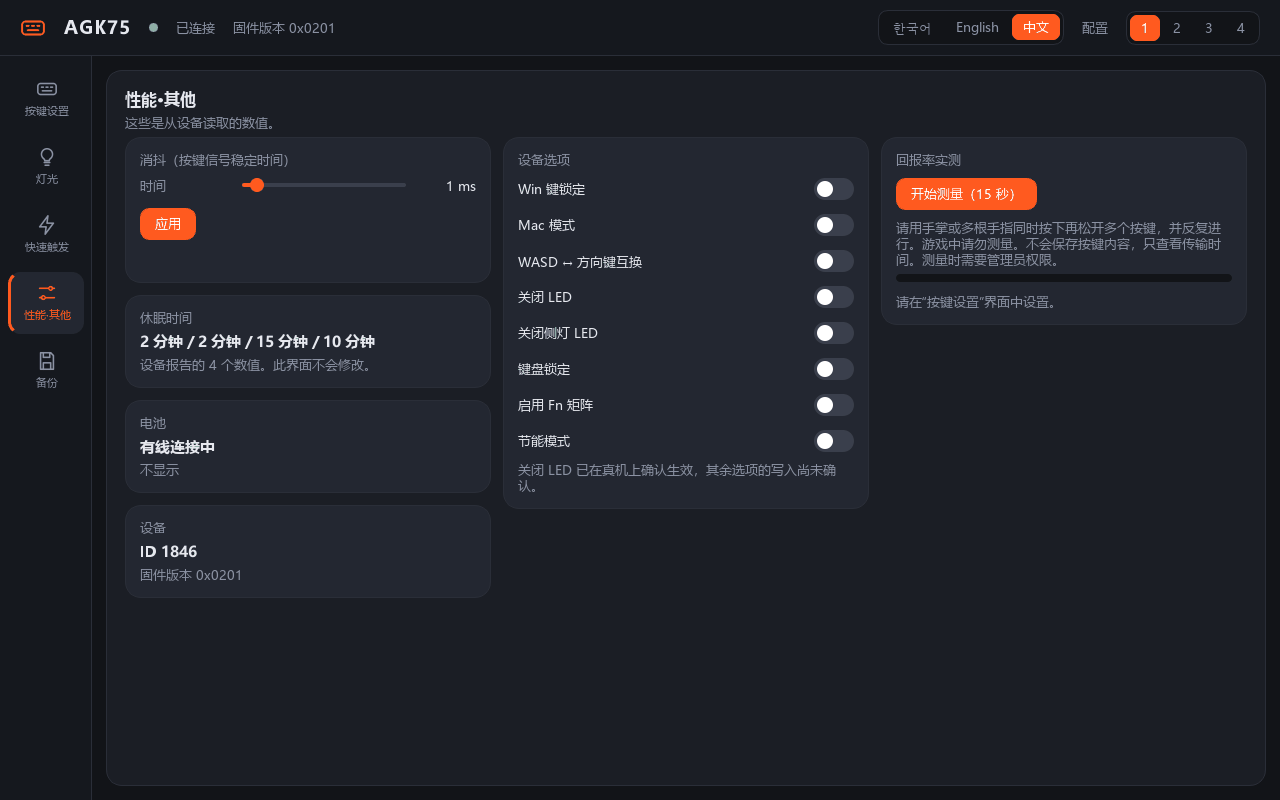 AGK75
已连接
固件版本 0x0201
한국어
English
中文
配置
1
2
3
4
按键设置
灯光
快速触发
性能·其他
备份
性能•其他
这些是从设备读取的数值。
消抖（按键信号稳定时间）
时间
1 ms
应用
休眠时间
2 分钟 / 2 分钟 / 15 分钟 / 10 分钟
设备报告的 4 个数值。此界面不会修改。
电池
有线连接中
不显示
设备
ID 1846
固件版本 0x0201
设备选项
Win 键锁定
Mac 模式
WASD ↔ 方向键互换
关闭 LED
关闭侧灯 LED
键盘锁定
启用 Fn 矩阵
节能模式
关闭 LED 已在真机上确认生效，其余选项的写入尚未确
认。
回报率实测
开始测量（15 秒）
请用手掌或多根手指同时按下再松开多个按键，并反复进
行。游戏中请勿测量。不会保存按键内容，只查看传输时
间。测量时需要管理员权限。
请在"按键设置"界面中设置。